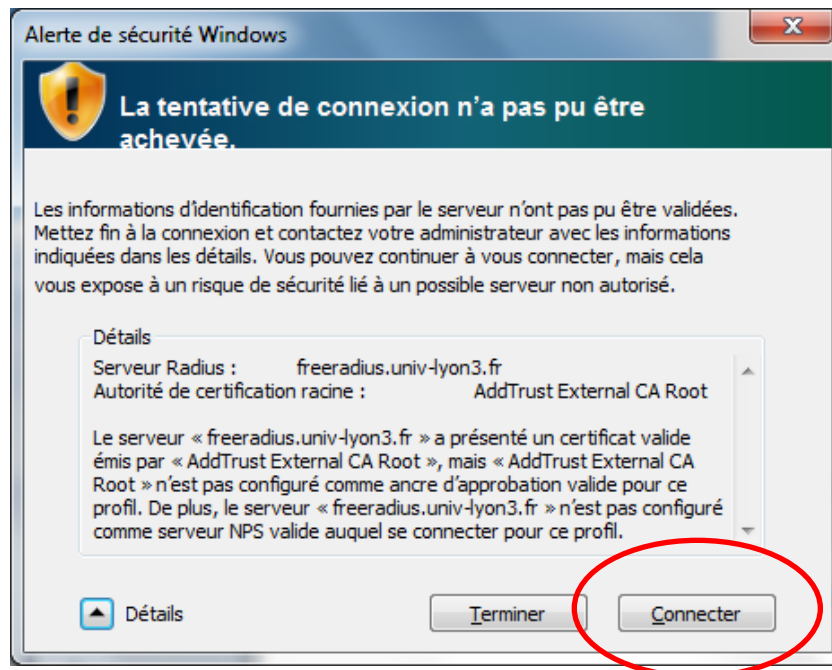 Alerte de sécurité Windows
La tentative de connexion n'a pas pu être
achevée.
Les informations d'identification fournies par le serveur n'ont pas pu être validées.
Mettez fin à la connexion et contactez votre administrateur avec les informations
indiquées dans les détails. Vous pouvez continuer à vous connecter, mais cela
vous expose à un risque de sécurité lié à un possible serveur non autorisé.
Détails
Serveur Radius : freeradius.univ-lyon3.fr
Autorité de certification racine : AddTrust External CA Root
Le serveur « freeradius.univ-lyon3.fr » a présenté un certificat valide
émis par « AddTrust External CA Root », mais « AddTrust External CA
Root » n'est pas configuré comme ancre d'approbation valide pour ce
profil. De plus, le serveur « freeradius.univ-lyon3.fr » n'est pas configuré
comme serveur NPS valide auquel se connecter pour ce profil.
Détails Terminer Connecter